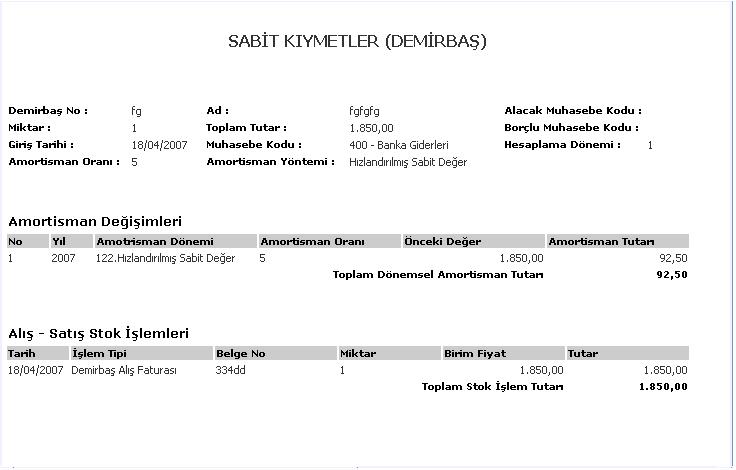 SABİT KIYMETLER (DEMİRBAŞ)
Demirbaş No : fg Ad : fgfgfg Alacak Muhasebe Kodu :
Miktar : 1 Toplam Tutar : 1.850,00 Borçlu Muhasebe Kodu :
Giriş Tarihi : 18/04/2007 Muhasebe Kodu : 400 - Banka Giderleri Hesaplama Dönemi : 1
Amortisman Oranı : 5 Amortisman Yöntemi : Hızlandırılmış Sabit Değer
Amortisman Değişimleri
No Yıl Amotrisman Dönemi Amortisman Oranı Önceki Değer Amortisman Tutarı
1 2007 122.Hızlandırılmış Sabit Değer 5 1.850,00 92,50
Toplam Dönemsel Amortisman Tutarı 92,50
Alış - Satış Stok İşlemleri
Tarih İşlem Tipi Belge No Miktar Birim Fiyat Tutar
18/04/2007 Demirbaş Alış Faturası 334dd 1 1.850,00 1.850,00
Toplam Stok İşlem Tutarı 1.850,00